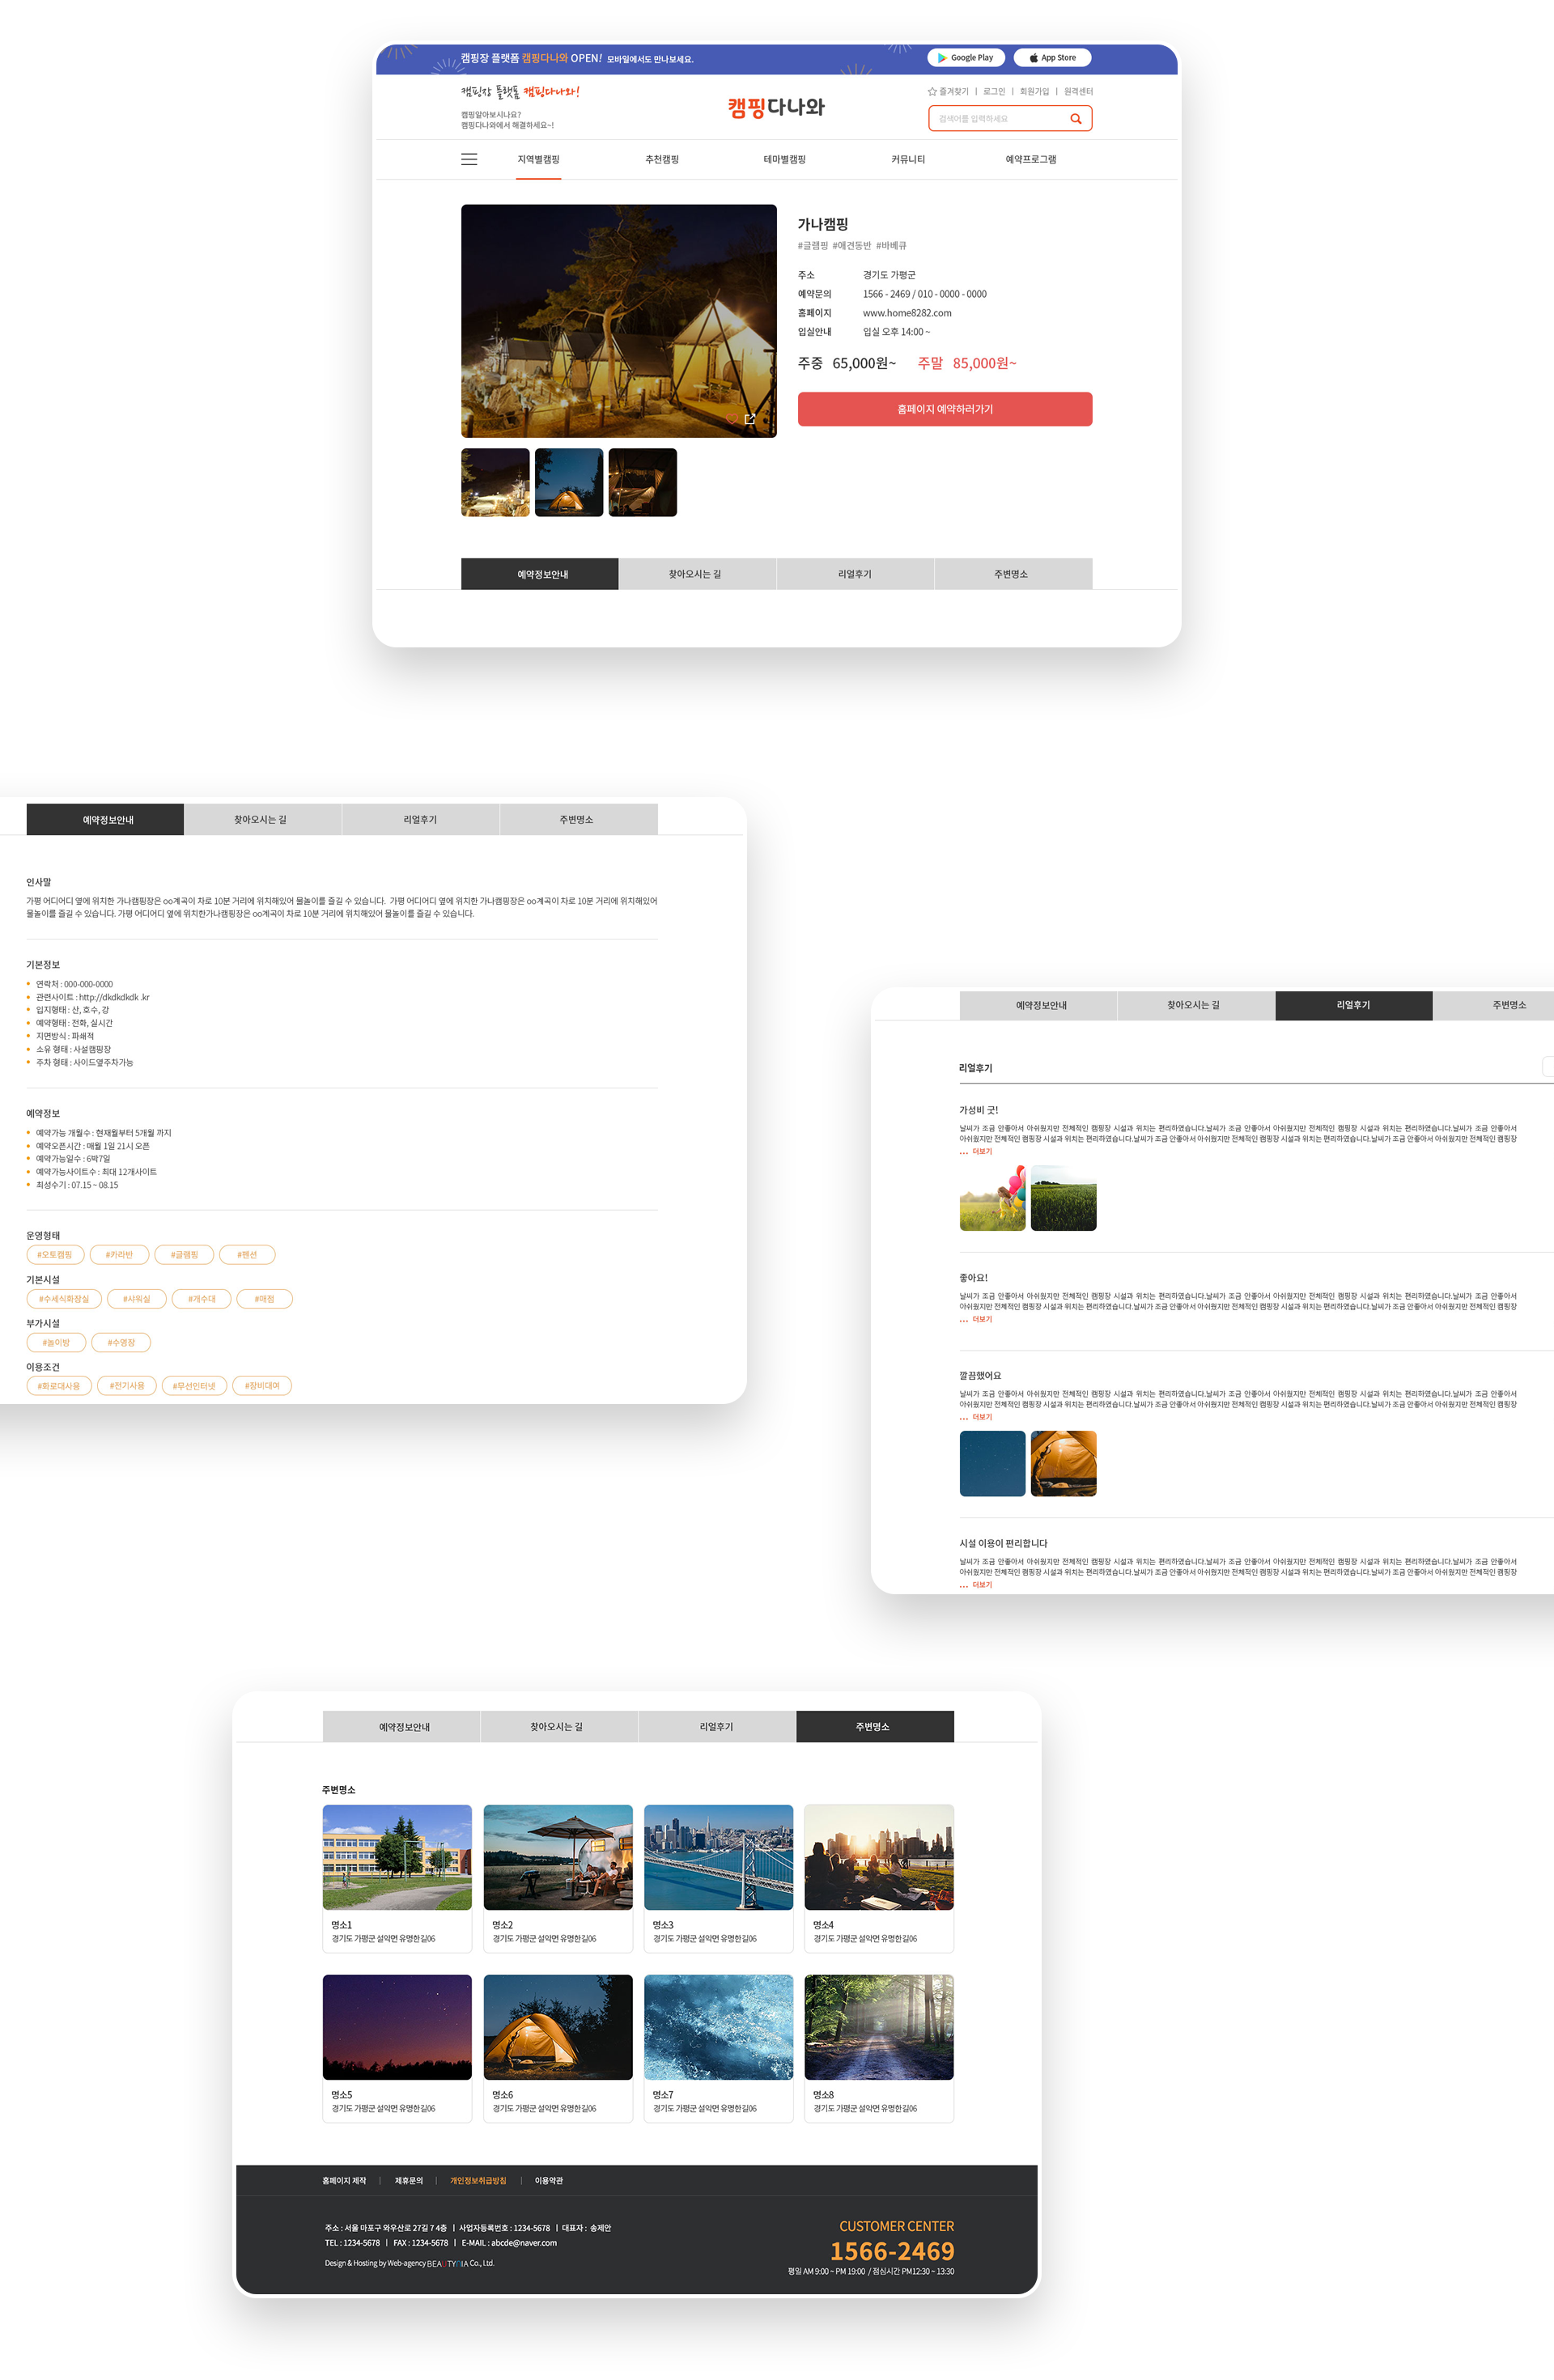 캠핑장 플랫폼 캠핑다나와 OPEN! 모바일에서도 만나보세요.
Google Play
App Store
캠핑장 플랫폼 캠핑다나와!
캠핑알아보시나요?
캠핑다나와에서 해결하세요~!
캠핑다나와
즐겨찾기 | 로그인 | 회원가입 | 원격센터
검색어를 입력하세요
지역별캠핑 추천캠핑 테마별캠핑 커뮤니티 예약프로그램
가나캠핑
#글램핑 #애견동반 #바베큐
주소 경기도 가평군
예약문의 1566 - 2469 / 010 - 0000 - 0000
홈페이지 www.home8282.com
입실안내 입실 오후 14:00 ~
주중 65,000원~ 주말 85,000원~
홈페이지 예약하러가기
예약정보안내 찾아오시는 길 리얼후기 주변명소
예약정보안내 찾아오시는 길 리얼후기 주변명소
인사말
가평 어디어디 옆에 위치한 가나캠핑장은 oo계곡이 차로 10분 거리에 위치해있어 물놀이를 즐길 수 있습니다. 가평 어디어디 옆에 위치한 가나캠핑장은 oo계곡이 차로 10분 거리에 위치해있어
물놀이를 즐길 수 있습니다. 가평 어디어디 옆에 위치한가나캠핑장은 oo계곡이 차로 10분 거리에 위치해있어 물놀이를 즐길 수 있습니다.
기본정보
연락처 : 000-000-0000
관련사이트 : http://dkdkdkdk .kr
입지형태 : 산, 호수, 강
예약형태 : 전화, 실시간
지면방식 : 파쇄적
소유 형태 : 사설캠핑장
주차 형태 : 사이드옆주차가능
예약정보
예약가능 개월수 : 현재월부터 5개월 까지
예약오픈시간 : 매월 1일 21시 오픈
예약가능일수 : 6박7일
예약가능사이트수 : 최대 12개사이트
최성수기 : 07.15 ~ 08.15
운영형태
#오토캠핑 #카라반 #글램핑 #펜션
기본시설
#수세식화장실 #샤워실 #개수대 #매점
부가시설
#놀이방 #수영장
이용조건
#화로대사용 #전기사용 #무선인터넷 #장비대여
예약정보안내 찾아오시는 길 리얼후기 주변명소
리얼후기
가성비 굿!
날씨가 조금 안좋아서 아쉬웠지만 전체적인 캠핑장 시설과 위치는 편리하였습니다.날씨가 조금 안좋아서 아쉬웠지만 전체적인 캠핑장 시설과 위치는 편리하였습니다.날씨가 조금 안좋아서
아쉬웠지만 전체적인 캠핑장 시설과 위치는 편리하였습니다.날씨가 조금 안좋아서 아쉬웠지만 전체적인 캠핑장 시설과 위치는 편리하였습니다.날씨가 조금 안좋아서 아쉬웠지만 전체적인 캠핑장
... 더보기
좋아요!
날씨가 조금 안좋아서 아쉬웠지만 전체적인 캠핑장 시설과 위치는 편리하였습니다.날씨가 조금 안좋아서 아쉬웠지만 전체적인 캠핑장 시설과 위치는 편리하였습니다.날씨가 조금 안좋아서
아쉬웠지만 전체적인 캠핑장 시설과 위치는 편리하였습니다.날씨가 조금 안좋아서 아쉬웠지만 전체적인 캠핑장 시설과 위치는 편리하였습니다.날씨가 조금 안좋아서 아쉬웠지만 전체적인 캠핑장
... 더보기
깔끔했어요
날씨가 조금 안좋아서 아쉬웠지만 전체적인 캠핑장 시설과 위치는 편리하였습니다.날씨가 조금 안좋아서 아쉬웠지만 전체적인 캠핑장 시설과 위치는 편리하였습니다.날씨가 조금 안좋아서
아쉬웠지만 전체적인 캠핑장 시설과 위치는 편리하였습니다.날씨가 조금 안좋아서 아쉬웠지만 전체적인 캠핑장 시설과 위치는 편리하였습니다.날씨가 조금 안좋아서 아쉬웠지만 전체적인 캠핑장
... 더보기
시설 이용이 편리합니다
날씨가 조금 안좋아서 아쉬웠지만 전체적인 캠핑장 시설과 위치는 편리하였습니다.날씨가 조금 안좋아서 아쉬웠지만 전체적인 캠핑장 시설과 위치는 편리하였습니다.날씨가 조금 안좋아서
아쉬웠지만 전체적인 캠핑장 시설과 위치는 편리하였습니다.날씨가 조금 안좋아서 아쉬웠지만 전체적인 캠핑장 시설과 위치는 편리하였습니다.날씨가 조금 안좋아서 아쉬웠지만 전체적인 캠핑장
... 더보기
예약정보안내 찾아오시는 길 리얼후기 주변명소
주변명소
명소1 명소2 명소3 명소4
경기도 가평군 설악면 유명한길06 경기도 가평군 설악면 유명한길06 경기도 가평군 설악면 유명한길06 경기도 가평군 설악면 유명한길06
명소5 명소6 명소7 명소8
경기도 가평군 설악면 유명한길06 경기도 가평군 설악면 유명한길06 경기도 가평군 설악면 유명한길06 경기도 가평군 설악면 유명한길06
홈페이지 제작 | 제휴문의 | 개인정보취급방침 | 이용약관
주소 : 서울 마포구 와우산로 27길 7 4층 | 사업자등록번호 : 1234-5678 | 대표자 : 송제안
TEL : 1234-5678 | FAX : 1234-5678 | E-MAIL : abcde@naver.com
Design & Hosting by Web-agency BEAUTYNIA Co., Ltd.
CUSTOMER CENTER
1566-2469
평일 AM 9:00 ~ PM 19:00 / 점심시간 PM12:30 ~ 13:30